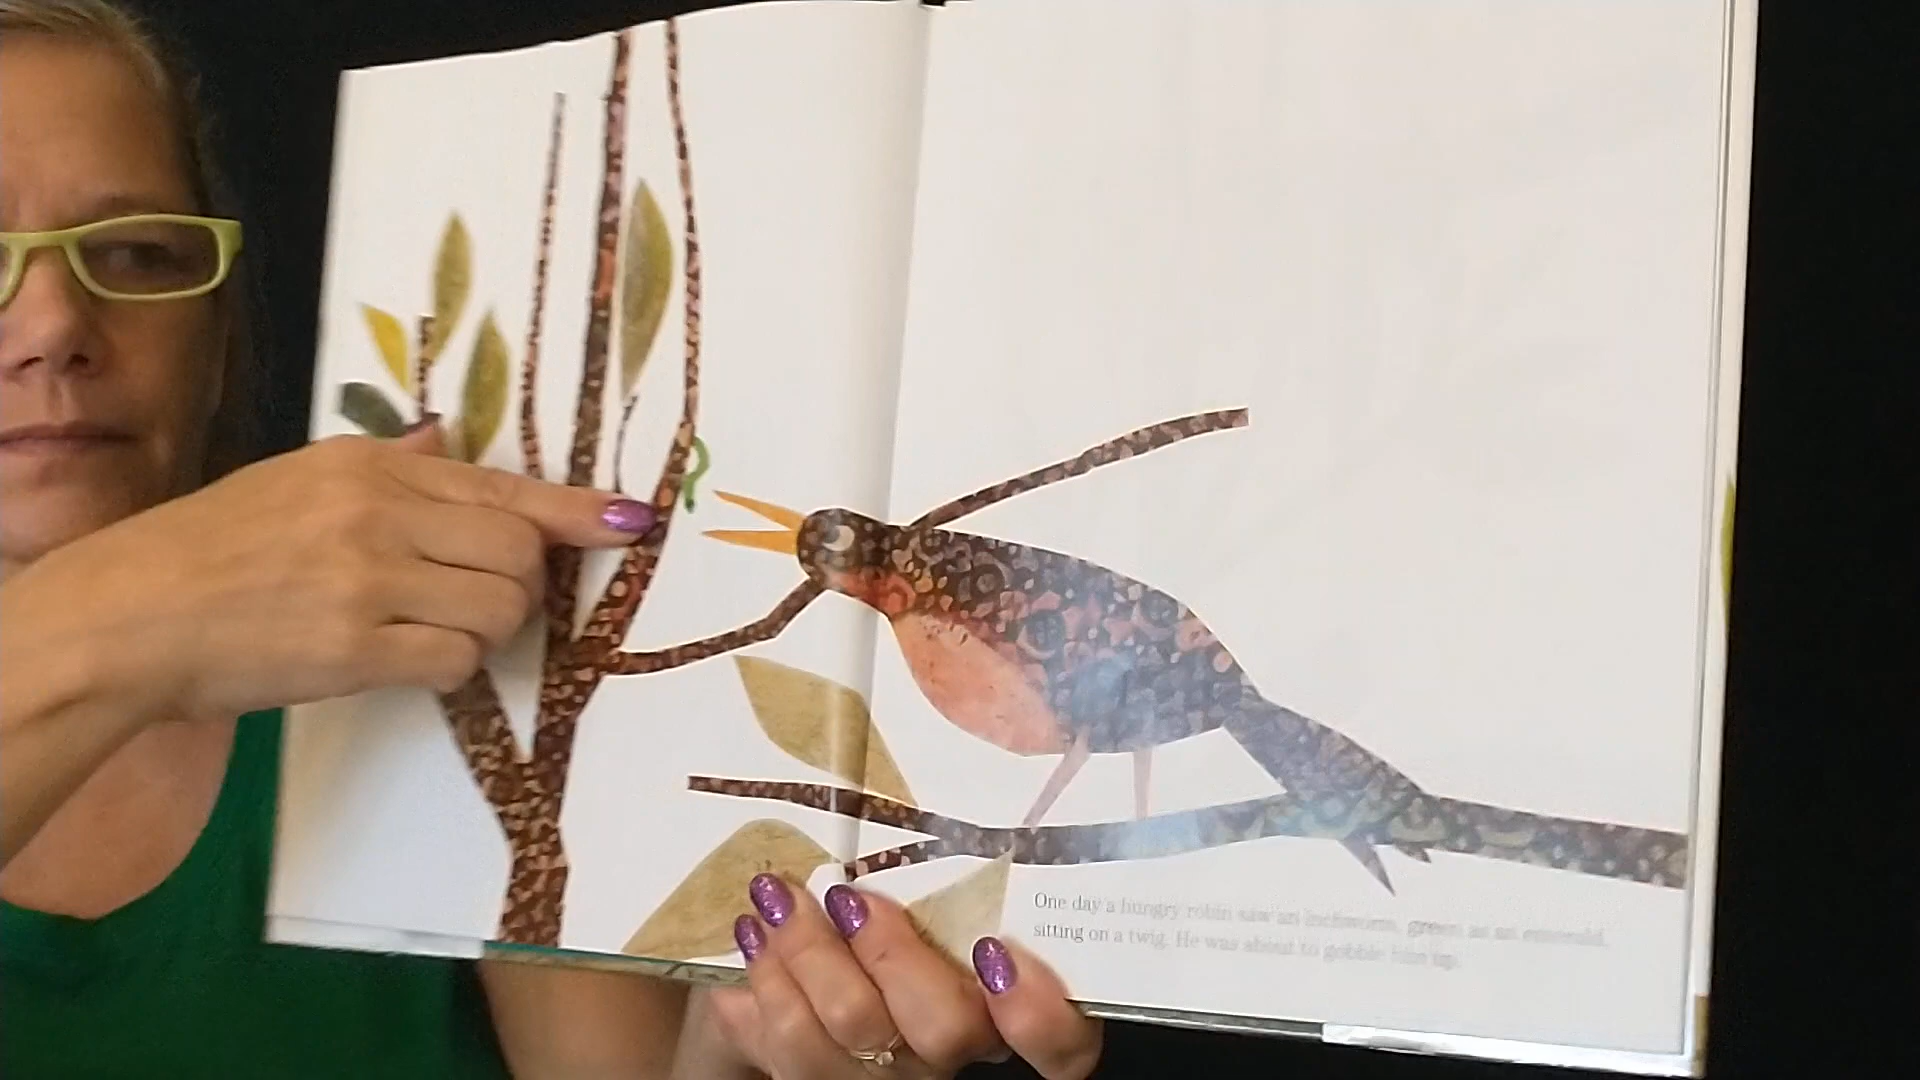 One day a hungry robin saw an inchworm, green as an emerald,
sitting on a twig. He was about to gobble him up.